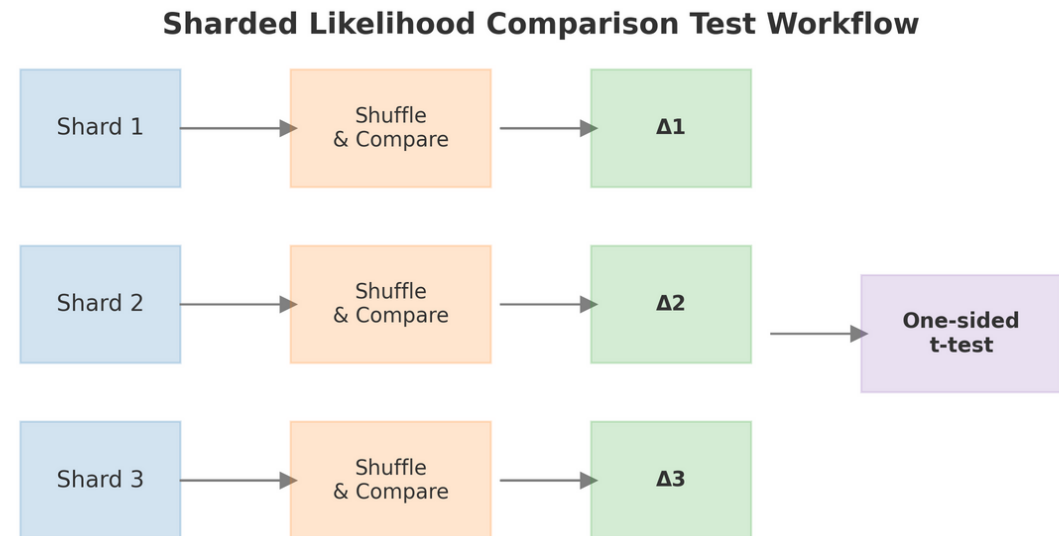 Sharded Likelihood Comparison Test Workflow
Shard 1
Shuffle
& Compare
Δ1
Shard 2
Shuffle
& Compare
Δ2
One-sided
t-test
Shard 3
Shuffle
& Compare
Δ3